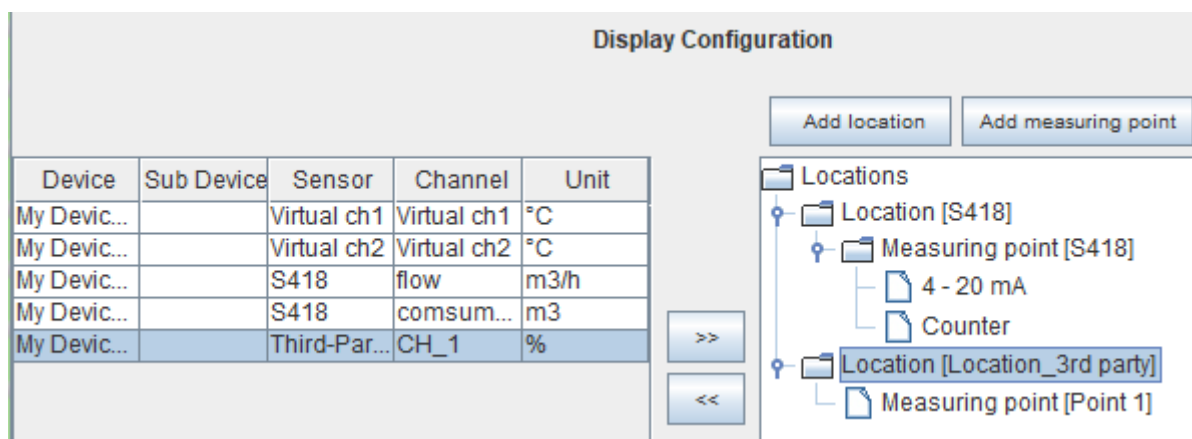 Display Configuration
Add location Add measuring point
Device Sub Device Sensor Channel Unit
My Devic... Virtual ch1 Virtual ch1 °C
My Devic... Virtual ch2 Virtual ch2 °C
My Devic... S418 flow m3/h
My Devic... S418 comsum... m3
My Devic... Third-Par... CH_1 %
>>
<<
Locations
Location [S418]
Measuring point [S418]
4 - 20 mA
Counter
Location [Location_3rd party]
Measuring point [Point 1]